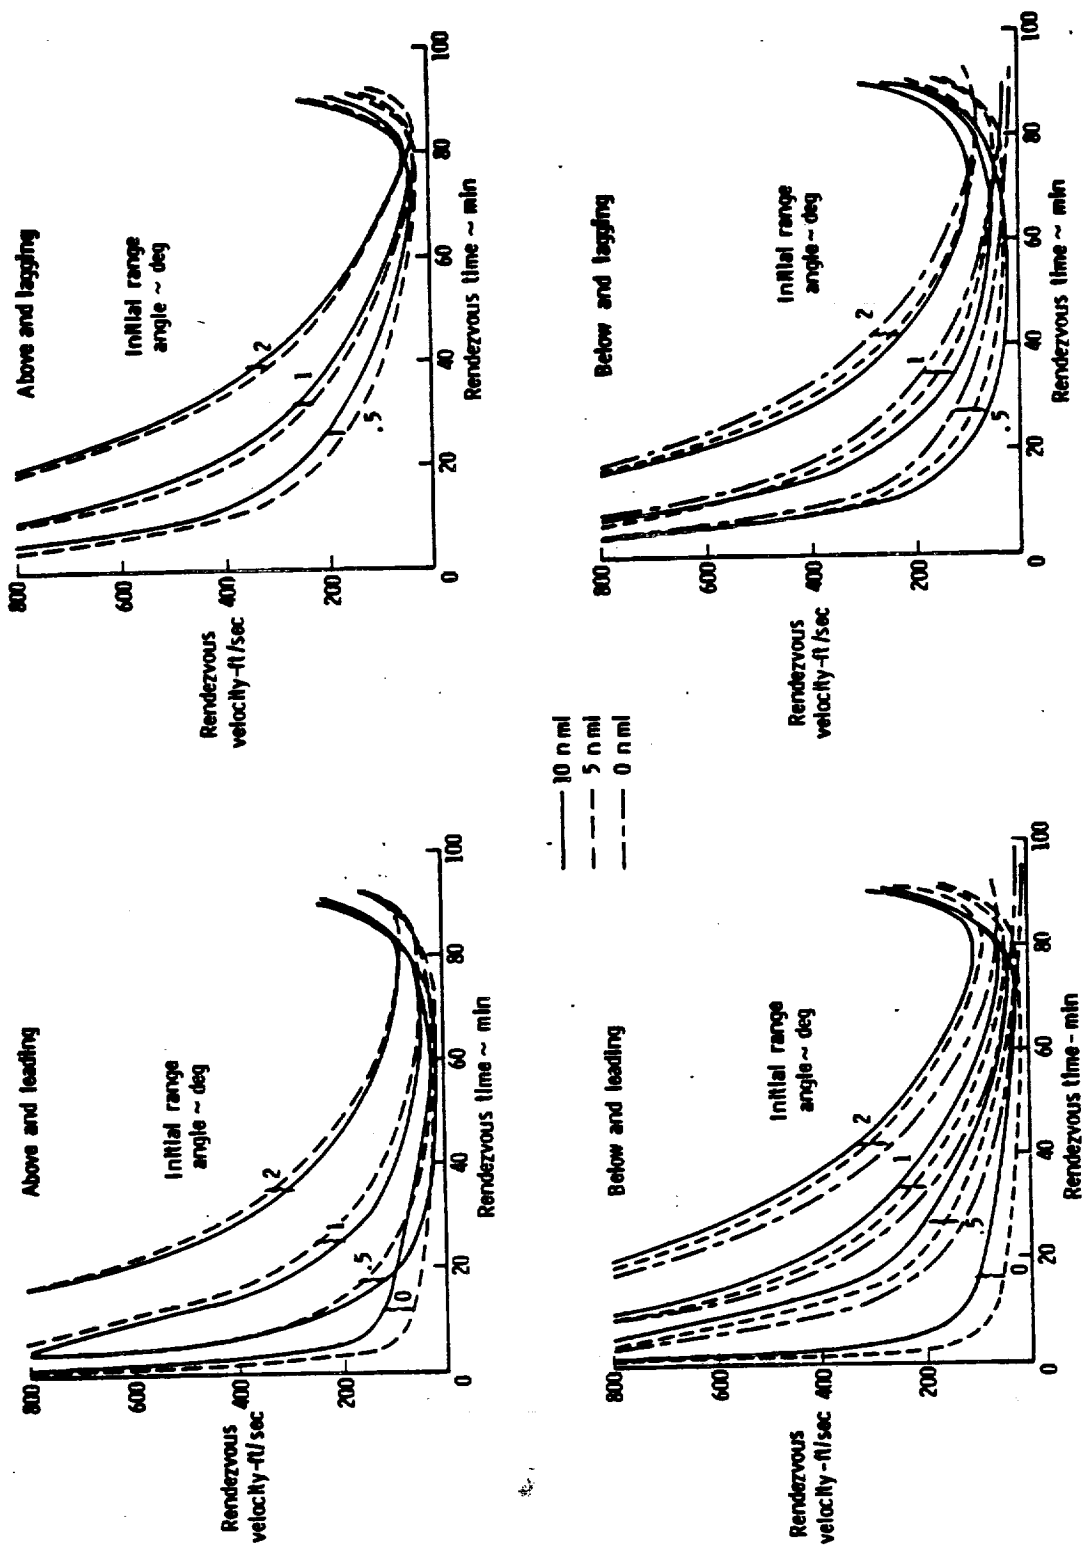 Above and leading
Initial range
angle ~ deg
2
1
.5
0
800
600
400
200
Rendezvous
velocity-ft/sec
0
20
40
60
80
100
Rendezvous time ~ min
Above and lagging
Initial range
angle ~ deg
2
1
.5
800
600
400
200
Rendezvous
velocity-ft/sec
0
20
40
60
80
100
Rendezvous time ~ min
10 n mi
5 n mi
0 n mi
Below and leading
Initial range
angle ~ deg
2
1
.5
0
800
600
400
200
Rendezvous
velocity-ft/sec
0
20
40
60
80
100
Rendezvous time - min
Below and lagging
Initial range
angle ~ deg
2
1
.5
800
600
400
200
Rendezvous
velocity-ft/sec
0
20
40
60
80
100
Rendezvous time ~ min